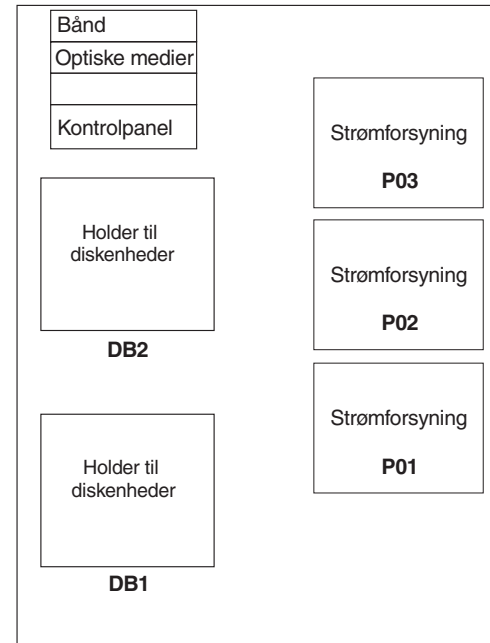 Bånd
Optiske medier
Kontrolpanel
Holder til
diskenheder
DB2
Holder til
diskenheder
DB1
Strømforsyning
P03
Strømforsyning
P02
Strømforsyning
P01